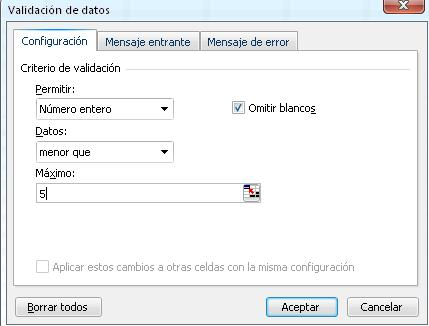 Validación de datos
Configuración Mensaje entrante Mensaje de error
Criterio de validación
Permitir:
Número entero Omitir blancos
Datos:
menor que
Máximo:
5
Aplicar estos cambios a otras celdas con la misma configuración
Borrar todos Aceptar Cancelar